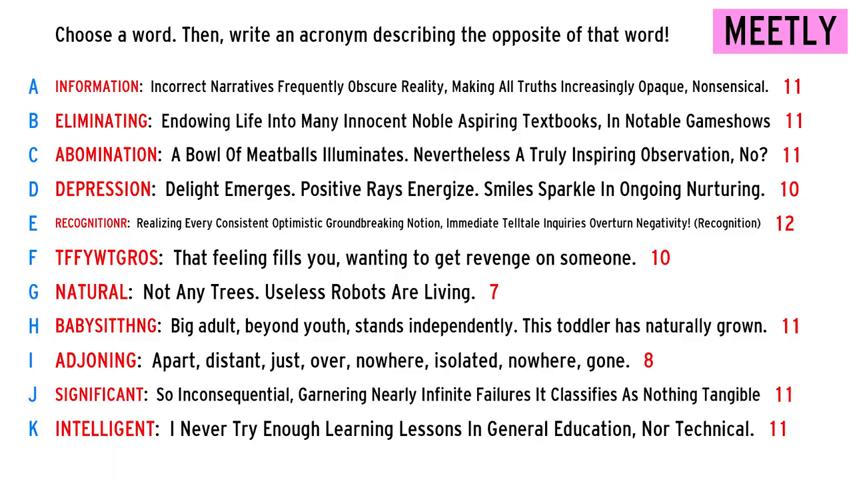 Choose a word. Then, write an acronym describing the opposite of that word!
MEETLY
A INFORMATION: Incorrect Narratives Frequently Obscure Reality, Making All Truths Increasingly Opaque, Nonsensical. 11
B ELIMINATING: Endowing Life Into Many Innocent Noble Aspiring Textbooks, In Notable Gameshows 11
C ABOMINATION: A Bowl Of Meatballs Illuminates. Nevertheless A Truly Inspiring Observation, No? 11
D DEPRESSION: Delight Emerges. Positive Rays Energize. Smiles Sparkle In Ongoing Nurturing. 10
E RECOGNITIONR: Realizing Every Consistent Optimistic Groundbreaking Notion, Immediate Telltale Inquiries Overturn Negativity! (Recognition) 12
F TFFYWTGROS: That feeling fills you, wanting to get revenge on someone. 10
G NATURAL: Not Any Trees. Useless Robots Are Living. 7
H BABYSITTHNG: Big adult, beyond youth, stands independently. This toddler has naturally grown. 11
I ADJONING: Apart, distant, just, over, nowhere, isolated, nowhere, gone. 8
J SIGNIFICANT: So Inconsequential, Garnering Nearly Infinite Failures It Classifies As Nothing Tangible 11
K INTELLIGENT: I Never Try Enough Learning Lessons In General Education, Nor Technical. 11